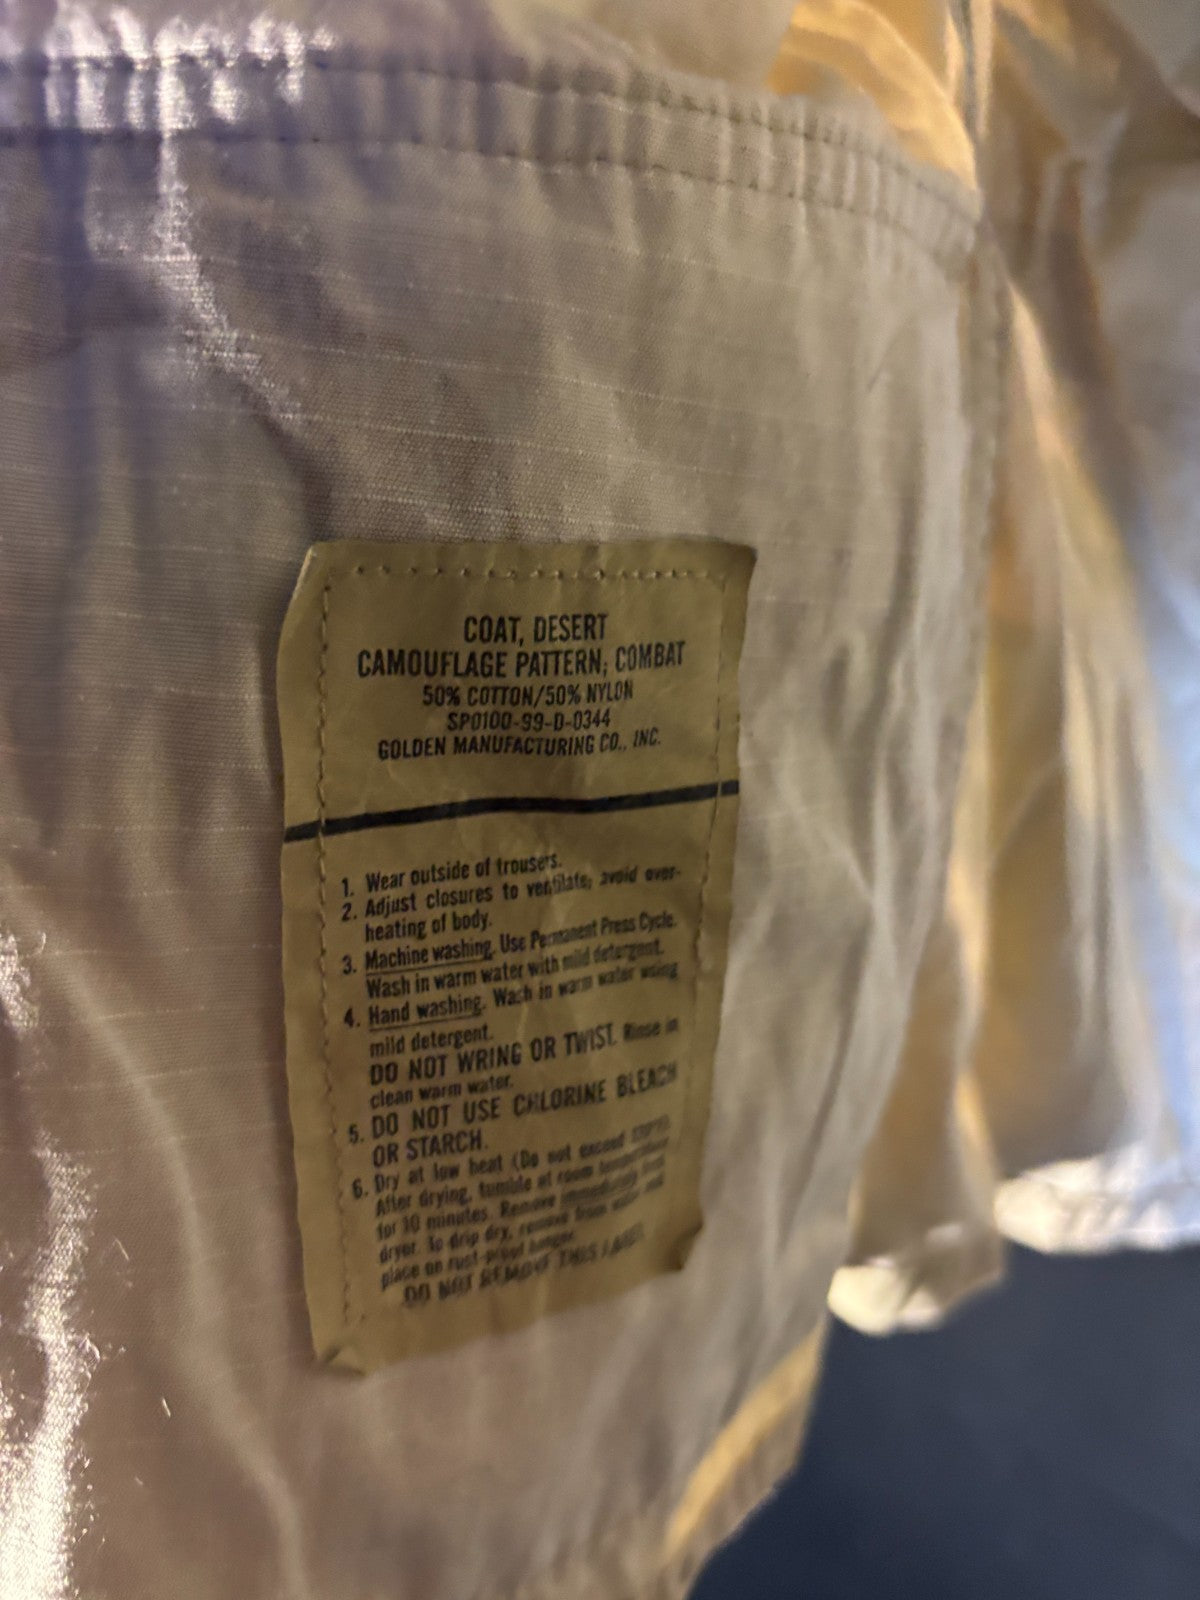 COAT, DESERT
CAMOUFLAGE PATTERN; COMBAT
50% COTTON/50% NYLON
SPO100-99-D-0344
GOLDEN MANUFACTURING CO., INC.
1. Wear outside of trousers.
2. Adjust closures to ventilate; avoid over-
heating of body.
3. Machine washing. Use Permanent Press Cycle.
Wash in warm water with mild detergent.
4. Hand washing. Wash in warm water using
mild detergent.
DO NOT WRING OR TWIST. Rinse in
clean warm water.
5. DO NOT USE CHLORINE BLEACH
OR STARCH.
6. Dry at low heat (Do not exceed
After drying, tumble at room temperature
for 10 minutes. Remove immediately from
dryer. To drip dry, remove from water and
place on rust-proof hanger.
DO NOT REMOVE THIS LABEL